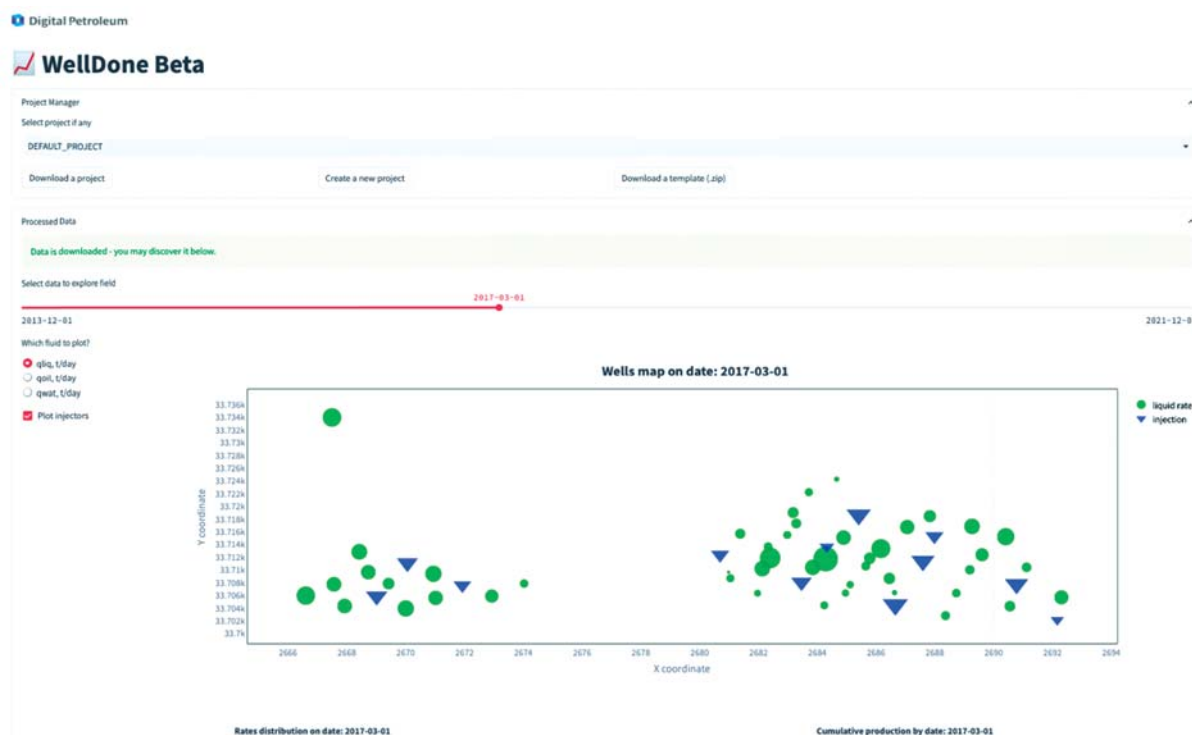 Digital Petroleum
WellDone Beta
Project Manager
Select project if any
DEFAULT_PROJECT
Download a project
Create a new project
Download a template (.zip)
Processed Data
Data is downloaded - you may discover it below.
Select data to explore field
2017-03-01
2013-12-01
2021-12-0
Which fluid to plot?
qliq, t/day
qoil, t/day
qwat, t/day
Plot injectors
Wells map on date: 2017-03-01
liquid rate
injection
Y coordinate
33.736k
33.734k
33.732k
33.73k
33.728k
33.726k
33.724k
33.722k
33.72k
33.718k
33.716k
33.714k
33.712k
33.71k
33.708k
33.706k
33.704k
33.702k
33.7k
2666 2668 2670 2672 2674 2676 2678 2680 2682 2684 2686 2688 2690 2692 2694
X coordinate
Rates distribution on date: 2017-03-01
Cumulative production by date: 2017-03-01